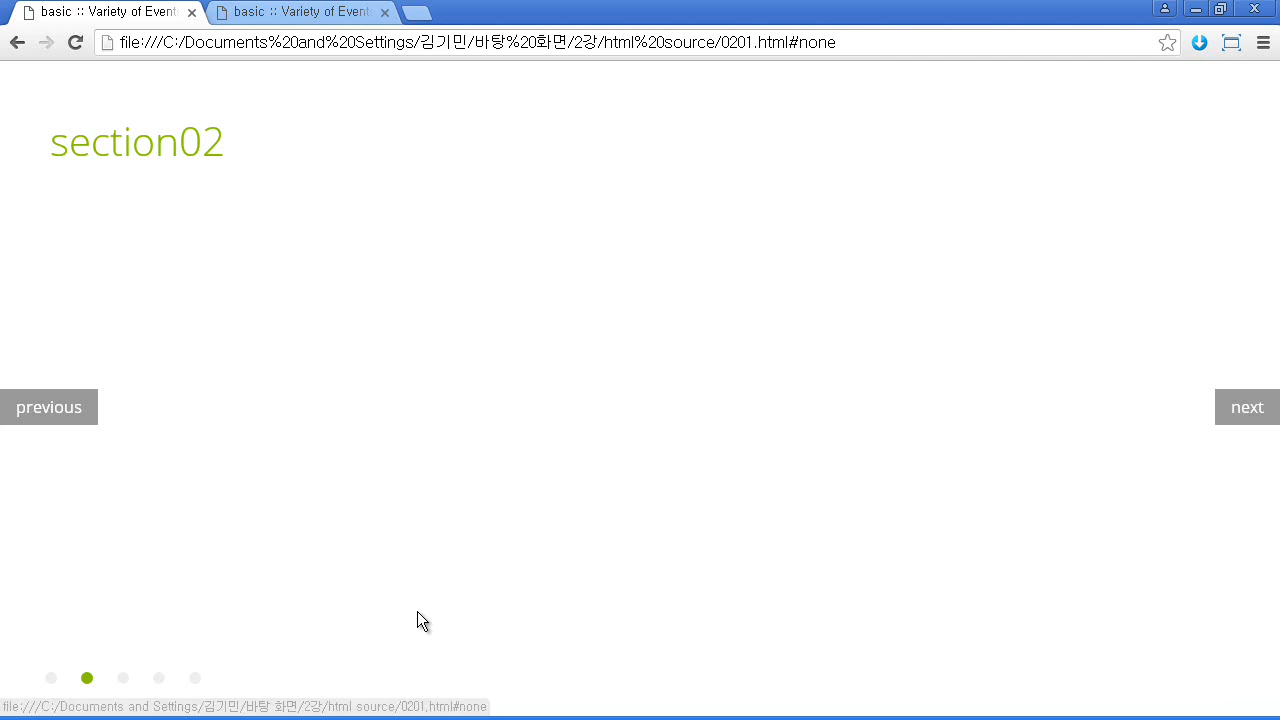 basic :: Variety of Event
basic :: Variety of Event
file:///C:/Documents%20and%20Settings/김기민/바탕%20화면/2강/html%20source/0201.html#none
section02
previous
next
file:///C:/Documents and Settings/김기민/바탕 화면/2강/html source/0201.html#none